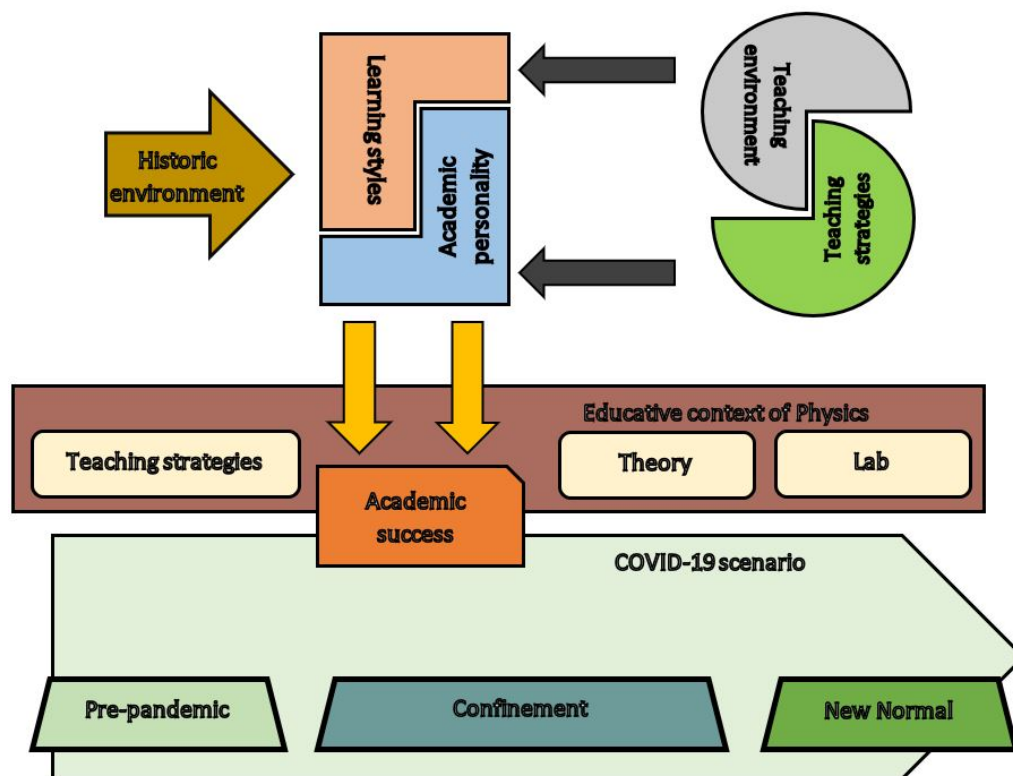 Historic
environment
Learning styles
Academic
personality
Teaching
environment
Teaching
strategies
Educative context of Physics
Teaching strategies
Theory
Lab
Academic
success
COVID-19 scenario
Pre-pandemic
Confinement
New Normal